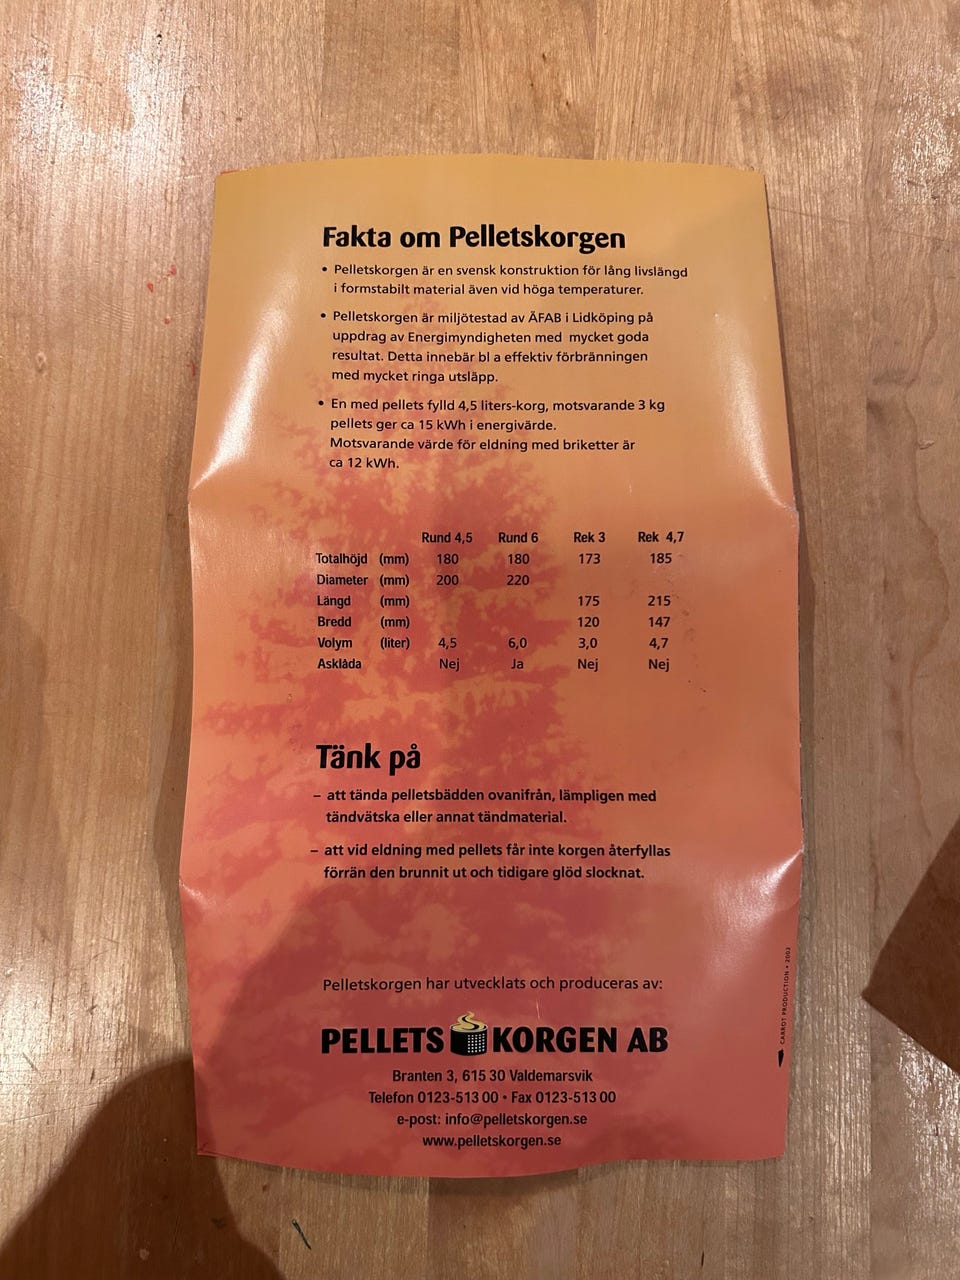 Fakta om Pelletskorgen
• Pelletskorgen är en svensk konstruktion för lång livslängd
i formstabilt material även vid höga temperaturer.
• Pelletskorgen är miljötestad av ÄFAB i Lidköping på
uppdrag av Energimyndigheten med mycket goda
resultat. Detta innebär bl a effektiv förbränningen
med mycket ringa utsläpp.
• En med pellets fylld 4,5 liters-korg, motsvarande 3 kg
pellets ger ca 15 kWh i energivärde.
Motsvarande värde för eldning med briketter är
ca 12 kWh.
Rund 4,5 Rund 6 Rek 3 Rek 4,7
Totalhöjd (mm) 180 180 173 185
Diameter (mm) 200 220
Längd (mm) 175 215
Bredd (mm) 120 147
Volym (liter) 4,5 6,0 3,0 4,7
Asklåda Nej Ja Nej Nej
Tänk på
– att tända pelletsbädden ovanifrån, lämpligen med
tändvätska eller annat tändmaterial.
– att vid eldning med pellets får inte korgen återfyllas
förrän den brunnit ut och tidigare glöd slocknat.
Pelletskorgen har utvecklats och produceras av:
PELLETS KORGEN AB
Branten 3, 615 30 Valdemarsvik
Telefon 0123-513 00 • Fax 0123-513 00
e-post: info@pelletskorgen.se
www.pelletskorgen.se
CARROT PRODUCTION • 2003